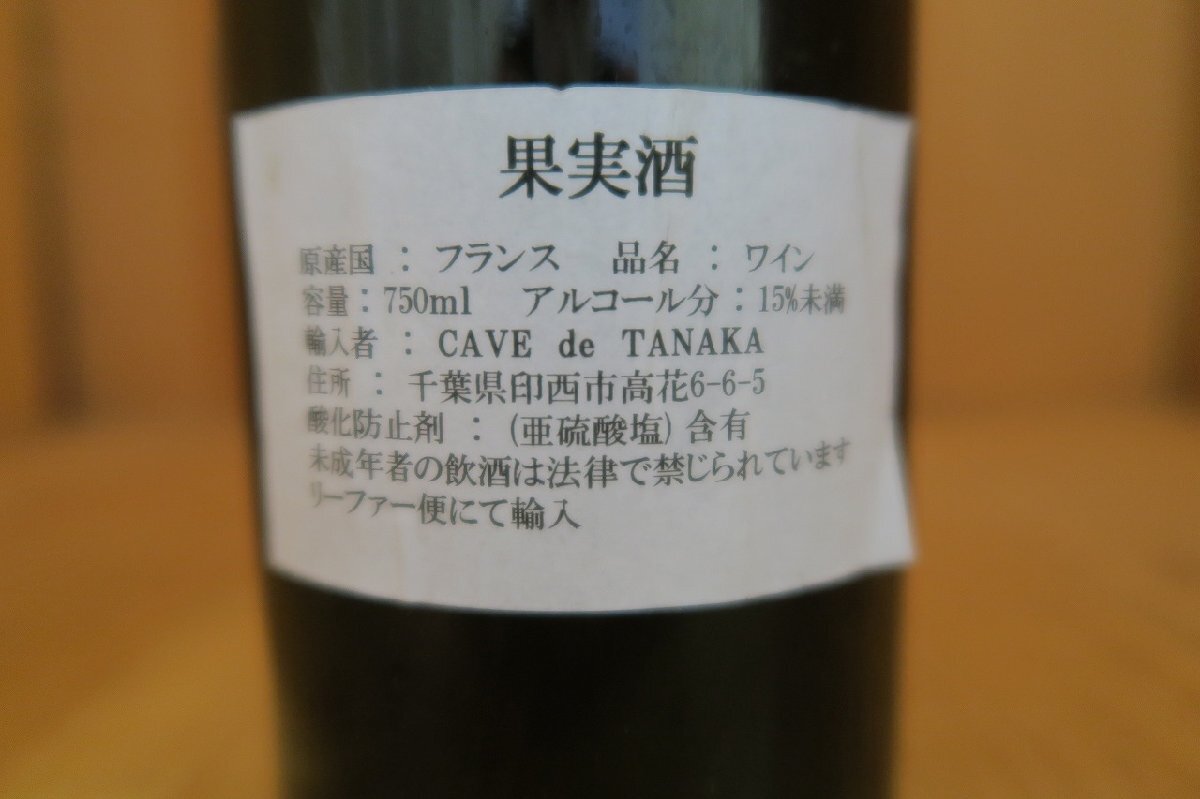 果実酒
原産国 : フランス 品名 : ワイン
容量 : 750ml アルコール分 : 15%未満
輸入者 : CAVE de TANAKA
住所 : 千葉県印西市高花6-6-5
酸化防止剤 : (亜硫酸塩) 含有
未成年者の飲酒は法律で禁じられています
リーファー便にて輸入